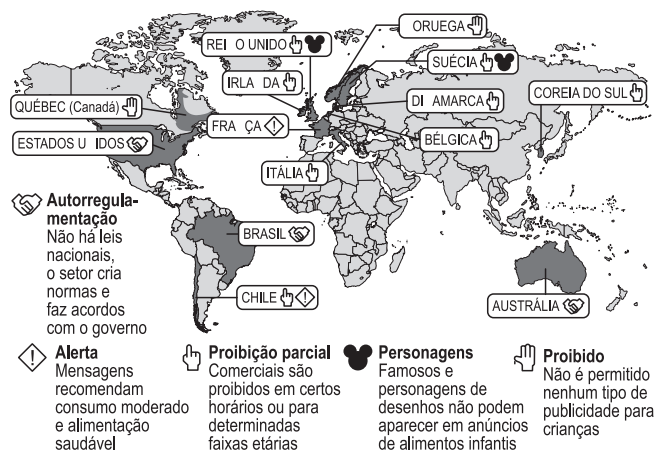 ORUEGA
REI O UNIDO
SUÉCIA
IRLA DA
COREIA DO SUL
QUÉBEC (Canadá)
DI AMARCA
FRA ÇA
ESTADOS U IDOS
BÉLGICA
ITÁLIA
Autorregula-
mentação
Não há leis
nacionais,
o setor cria
normas e
faz acordos
com o governo
BRASIL
CHILE
AUSTRÁLIA
Alerta
Mensagens
recomendam
consumo moderado
e alimentação
saudável
Proibição parcial
Comerciais são
proibidos em certos
horários ou para
determinadas
faixas etárias
Personagens
Famosos e
personagens de
desenhos não podem
aparecer em anúncios
de alimentos infantis
Proibido
Não é permitido
nenhum tipo de
publicidade para
crianças